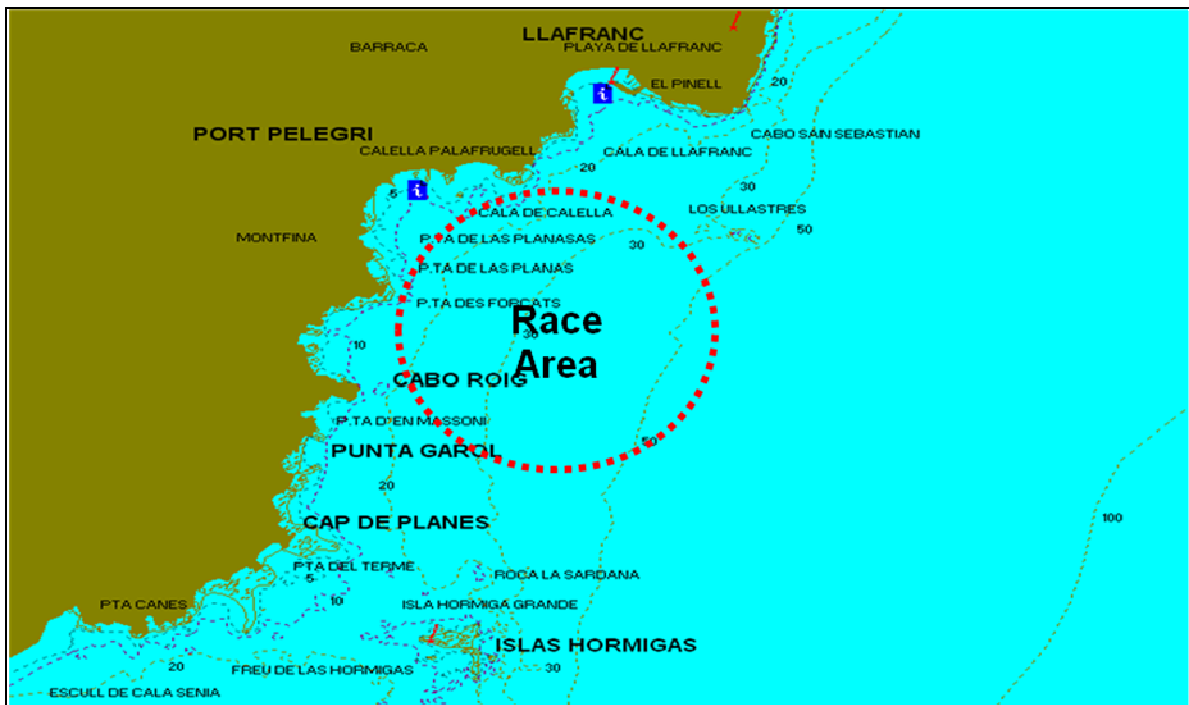 LLAFRANC
BARRACA
PLAYA DE LLAFRANC
EL PINELL
20
i
PORT PELEGRI
CABO SAN SEBASTIAN
CALELLA PALAFRUGELL
CALA DE LLAFRANC
20
30
i
5
CALA DE CALELLA
LOS ULLASTRES
50
MONTFINA
P.TA DE LAS PLANASAS
30
P.TA DE LAS PLANAS
P.TA DES FORCATS
Race
30
10
Area
CABO ROIG
P.TA D'EN MASSONI
50
PUNTA GAROL
20
CAP DE PLANES
100
PTA DEL TERME
5
ROCA LA SARDANA
10
PTA CANES
ISLA HORMIGA GRANDE
ISLAS HORMIGAS
20
FREU DE LAS HORMIGAS
30
ESCULL DE CALA SENIA